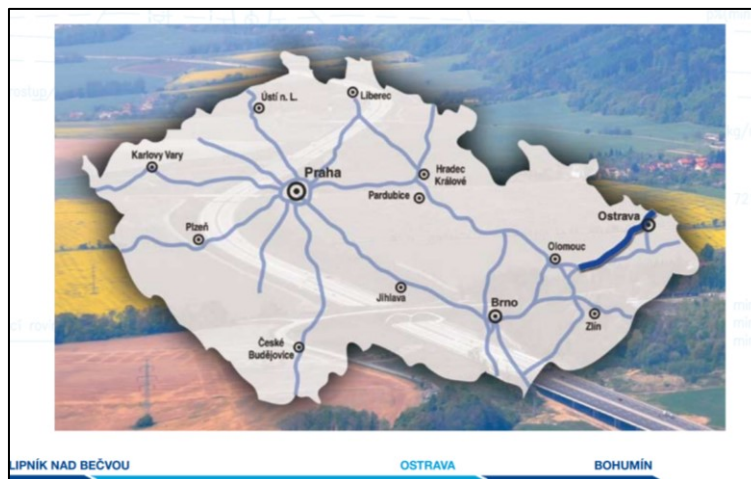 Ústí n. L.
Liberec
Karlovy Vary
Praha
Hradec
Králové
Pardubice
Ostrava
Plzeň
Olomouc
Jihlava
Brno
Zlín
České
Budějovice
LIPNÍK NAD BEČVOU
OSTRAVA
BOHUMÍN